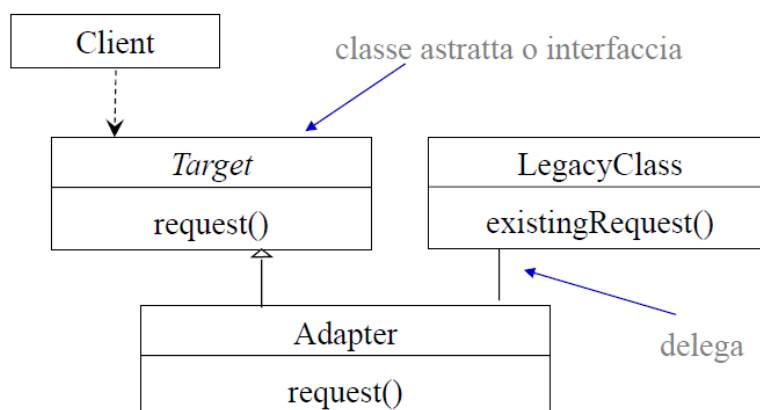 Client
classe astratta o interfaccia
Target
request()
LegacyClass
existingRequest()
Adapter
request()
delega